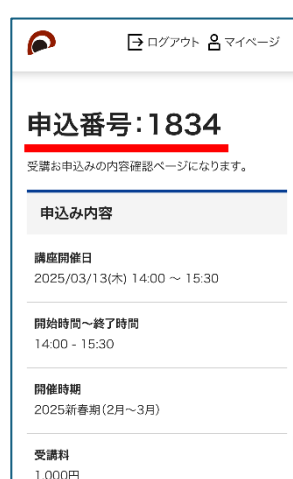 ログアウト マイページ
申込番号:1834
受講お申込みの内容確認ページになります。
申込み内容
講座開催日
2025/03/13(木) 14:00 ～ 15:30
開始時間～終了時間
14:00 - 15:30
開催時期
2025新春期(2月～3月)
受講料
1,000円